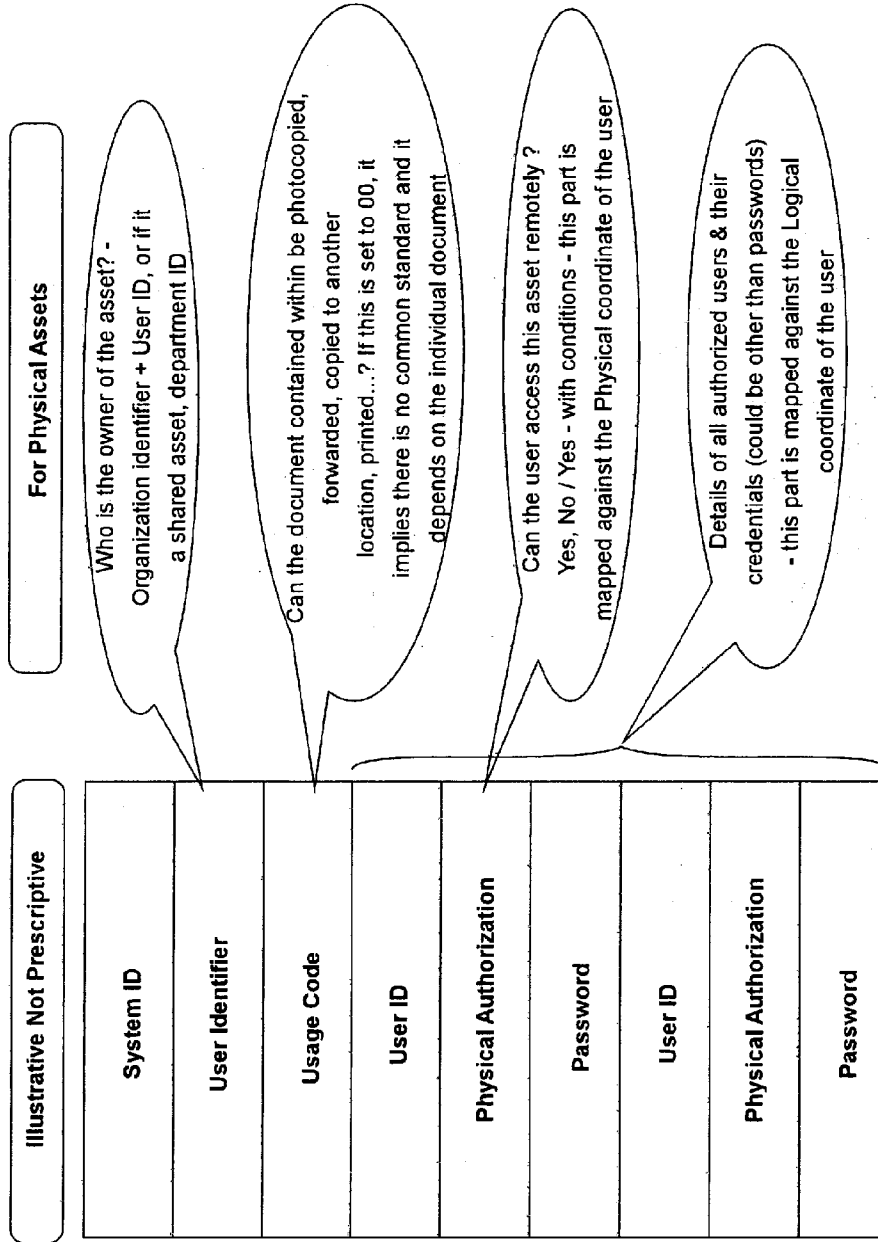 Illustrative Not Prescriptive
For Physical Assets
System ID
User Identifier
Usage Code
User ID
Physical Authorization
Password
User ID
Physical Authorization
Password
Who is the owner of the asset? -
Organization identifier + User ID, or if it
a shared asset, department ID
Can the document contained within be photocopied,
forwarded, copied to another
location, printed...? If this is set to 00, it
implies there is no common standard and it
depends on the individual document
Can the user access this asset remotely ?
Yes, No / Yes - with conditions - this part is
mapped against the Physical coordinate of the user
Details of all authorized users & their
credentials (could be other than passwords)
- this part is mapped against the Logical
coordinate of the user